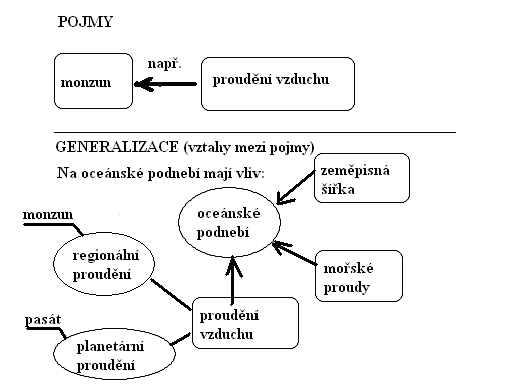 POJMY
např.
monzun
proudění vzduchu
GENERALIZACE (vztahy mezi pojmy)
Na oceánské podnebí mají vliv:
zeměpisná
šířka
oceánské
podnebí
monzun
regionální
proudění
mořské
proudy
proudění
vzduchu
pasát
planetární
proudění